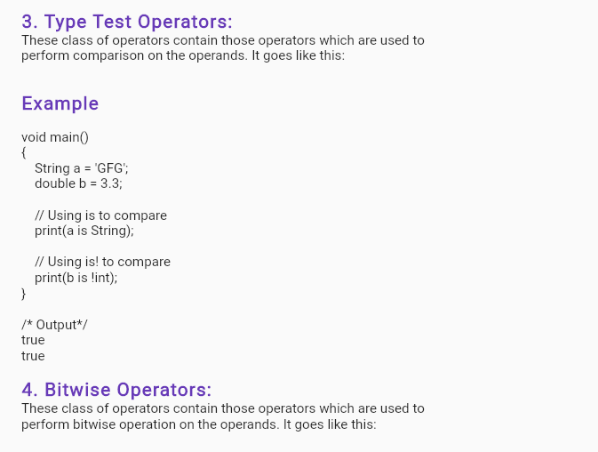 3. Type Test Operators:
These class of operators contain those operators which are used to
perform comparison on the operands. It goes like this:
Example
void main()
{
    String a = 'GFG';
    double b = 3.3;
    // Using is to compare
    print(a is String);
    // Using is! to compare
    print(b is !int);
}
/* Output*/
true
true
4. Bitwise Operators:
These class of operators contain those operators which are used to
perform bitwise operation on the operands. It goes like this: